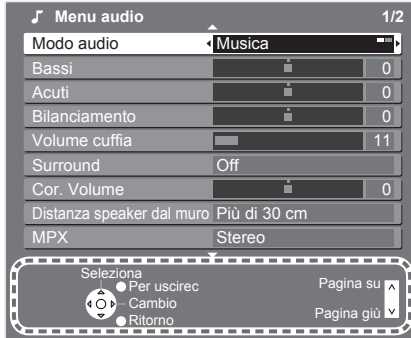 Menu audio 1/2
Modo audio Musica
Bassi 0
Acuti 0
Bilanciamento 0
Volume cuffia 11
Surround Off
Cor. Volume 0
Distanza speaker dal muro Più di 30 cm
MPX Stereo
Seleziona
Per uscirec
Cambio
Ritorno
Pagina su
Pagina giù